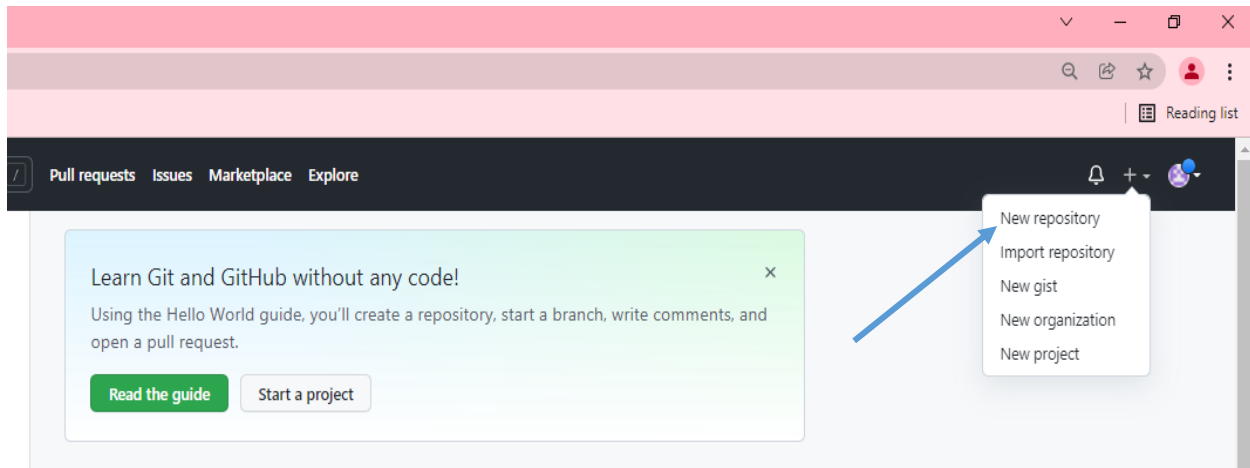 Reading list
/
Pull requests Issues Marketplace Explore
New repository
Import repository
New gist
New organization
New project
Learn Git and GitHub without any code!
Using the Hello World guide, you'll create a repository, start a branch, write comments, and
open a pull request.
Read the guide
Start a project